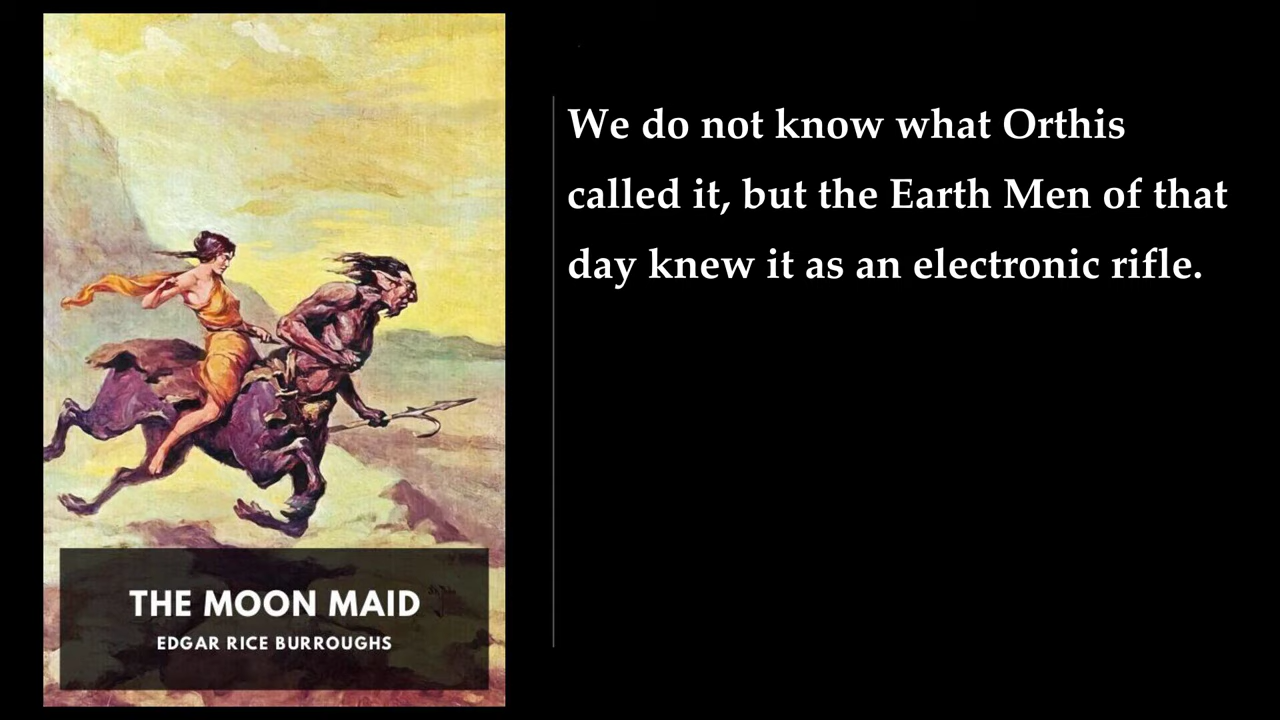 THE MOON MAID
EDGAR RICE BURROUGHS
We do not know what Orthis
called it, but the Earth Men of that
day knew it as an electronic rifle.